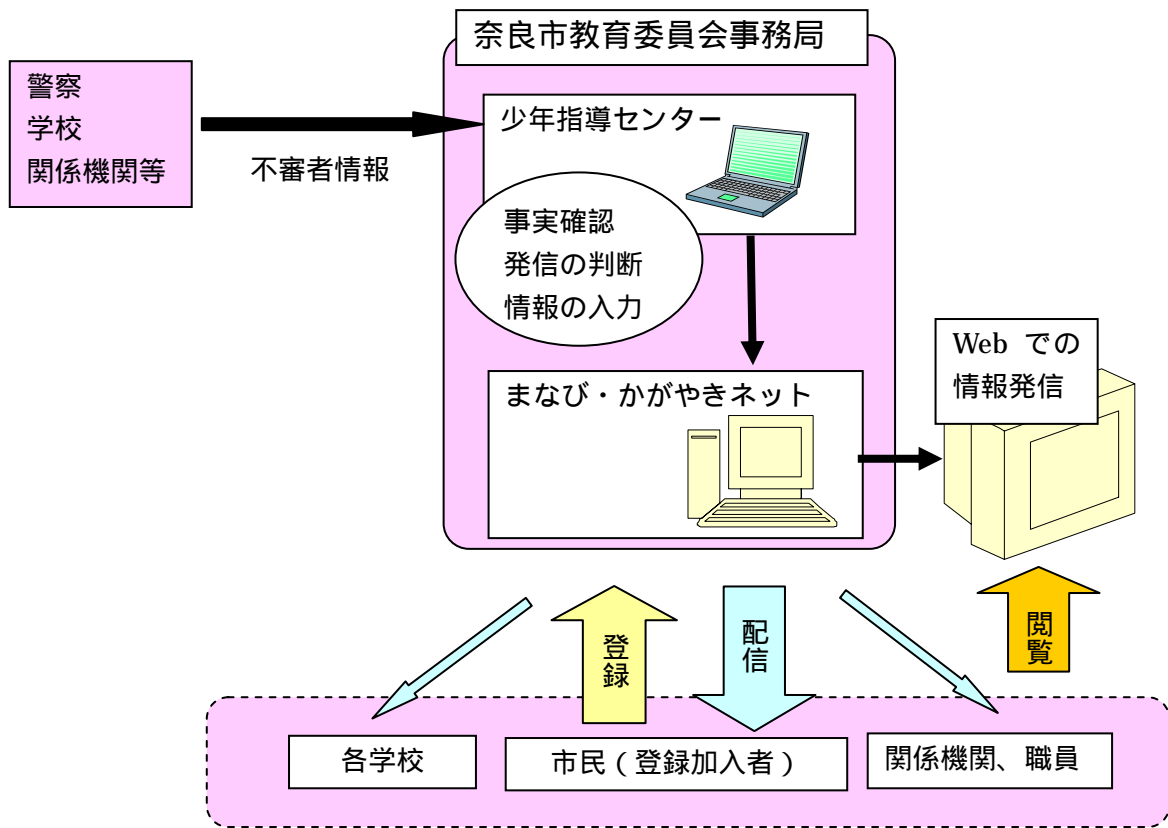 奈良市教育委員会事務局
警察
学校
関係機関等
不審者情報
少年指導センター
事実確認
発信の判断
情報の入力
まなび・かがやきネット
Web での
情報発信
登録
配信
閲覧
各学校
市民（登録加入者）
関係機関、職員